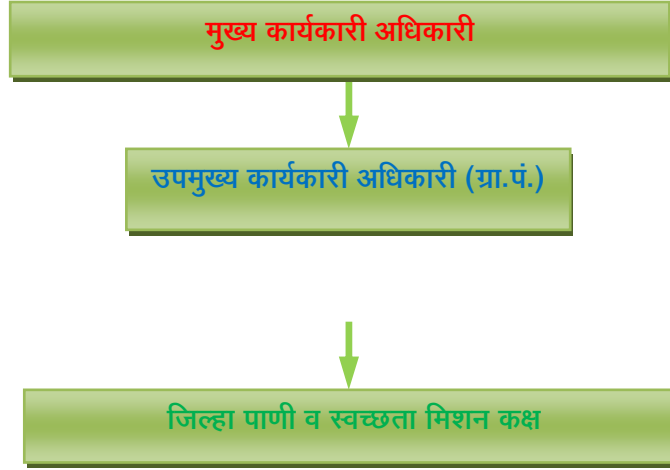 मुख्य कार्यकारी अधिकारी
उपमुख्य कार्यकारी अधिकारी (ग्रा.पं.)
जिल्हा पाणी व स्वच्छता मिशन कक्ष